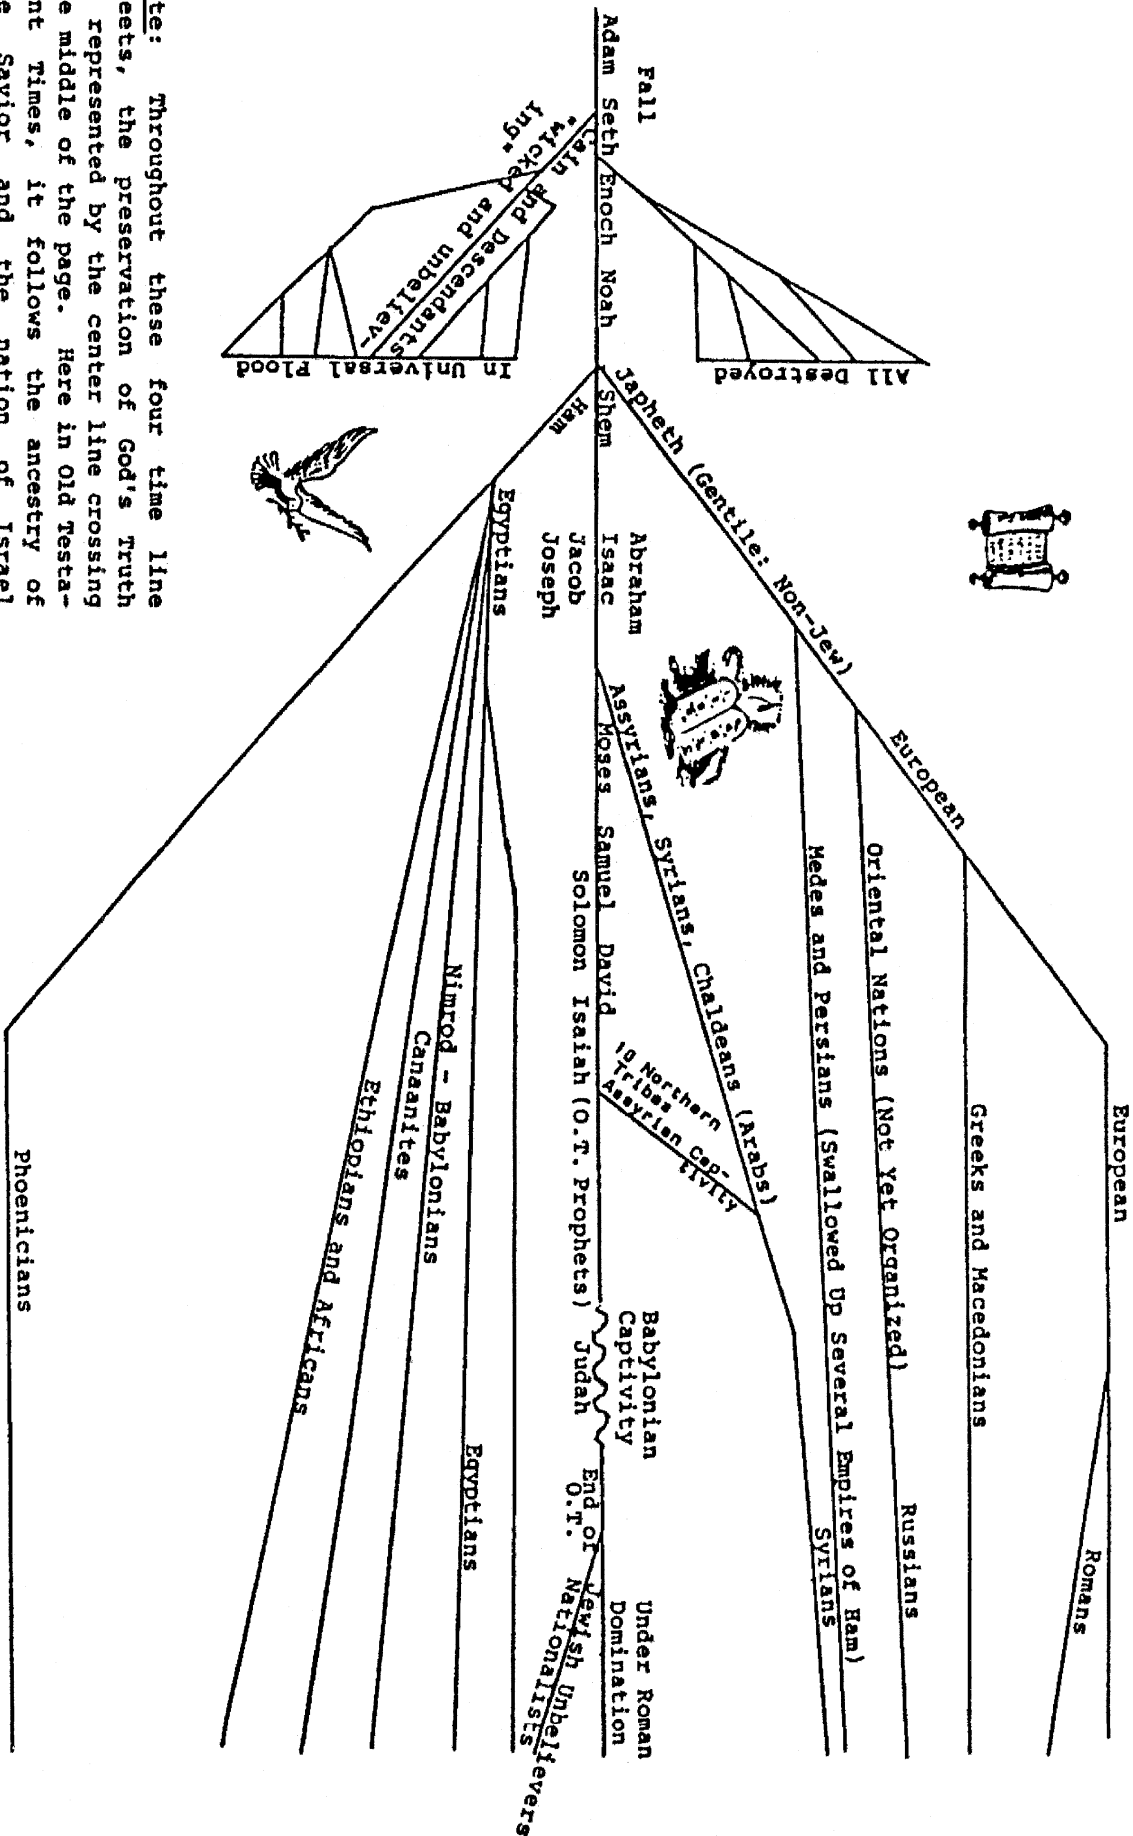 European
Romans
Greeks and Macedonians
European
Russians
Oriental Nations (Not Yet Organized)
Medes and Persians (Swallowed Up Several Empires of Ham)
Syrians
Japheth (Gentile: Non-Jew)
All Destroyed
Assyrians, Syrians, Chaldeans (Arabs)
10 Northern
Tribes
Assyrian Cap-
tivity
Fall
Abraham
Isaac
Jacob
Joseph
Babylonian
Captivity
Under Roman
Domination
Adam Seth Enoch Noah
Shem
Moses Samuel David
Solomon Isaiah (O.T. Prophets) Judah
End of
O.T.
Jewish Unbelievers
Nationalists
Ham
Cain and Descendants
"wicked and unbeliev-
ing"
In Universal Flood
Egyptians
Egyptians
Nimrod - Babylonians
Canaanites
Ethiopians and Africans
Phoenicians
te: Throughout these four time line
eets, the preservation of God's Truth
represented by the center line crossing
e middle of the page. Here in Old Testa-
nt Times, it follows the ancestry of
e Savior and the nation of Israel